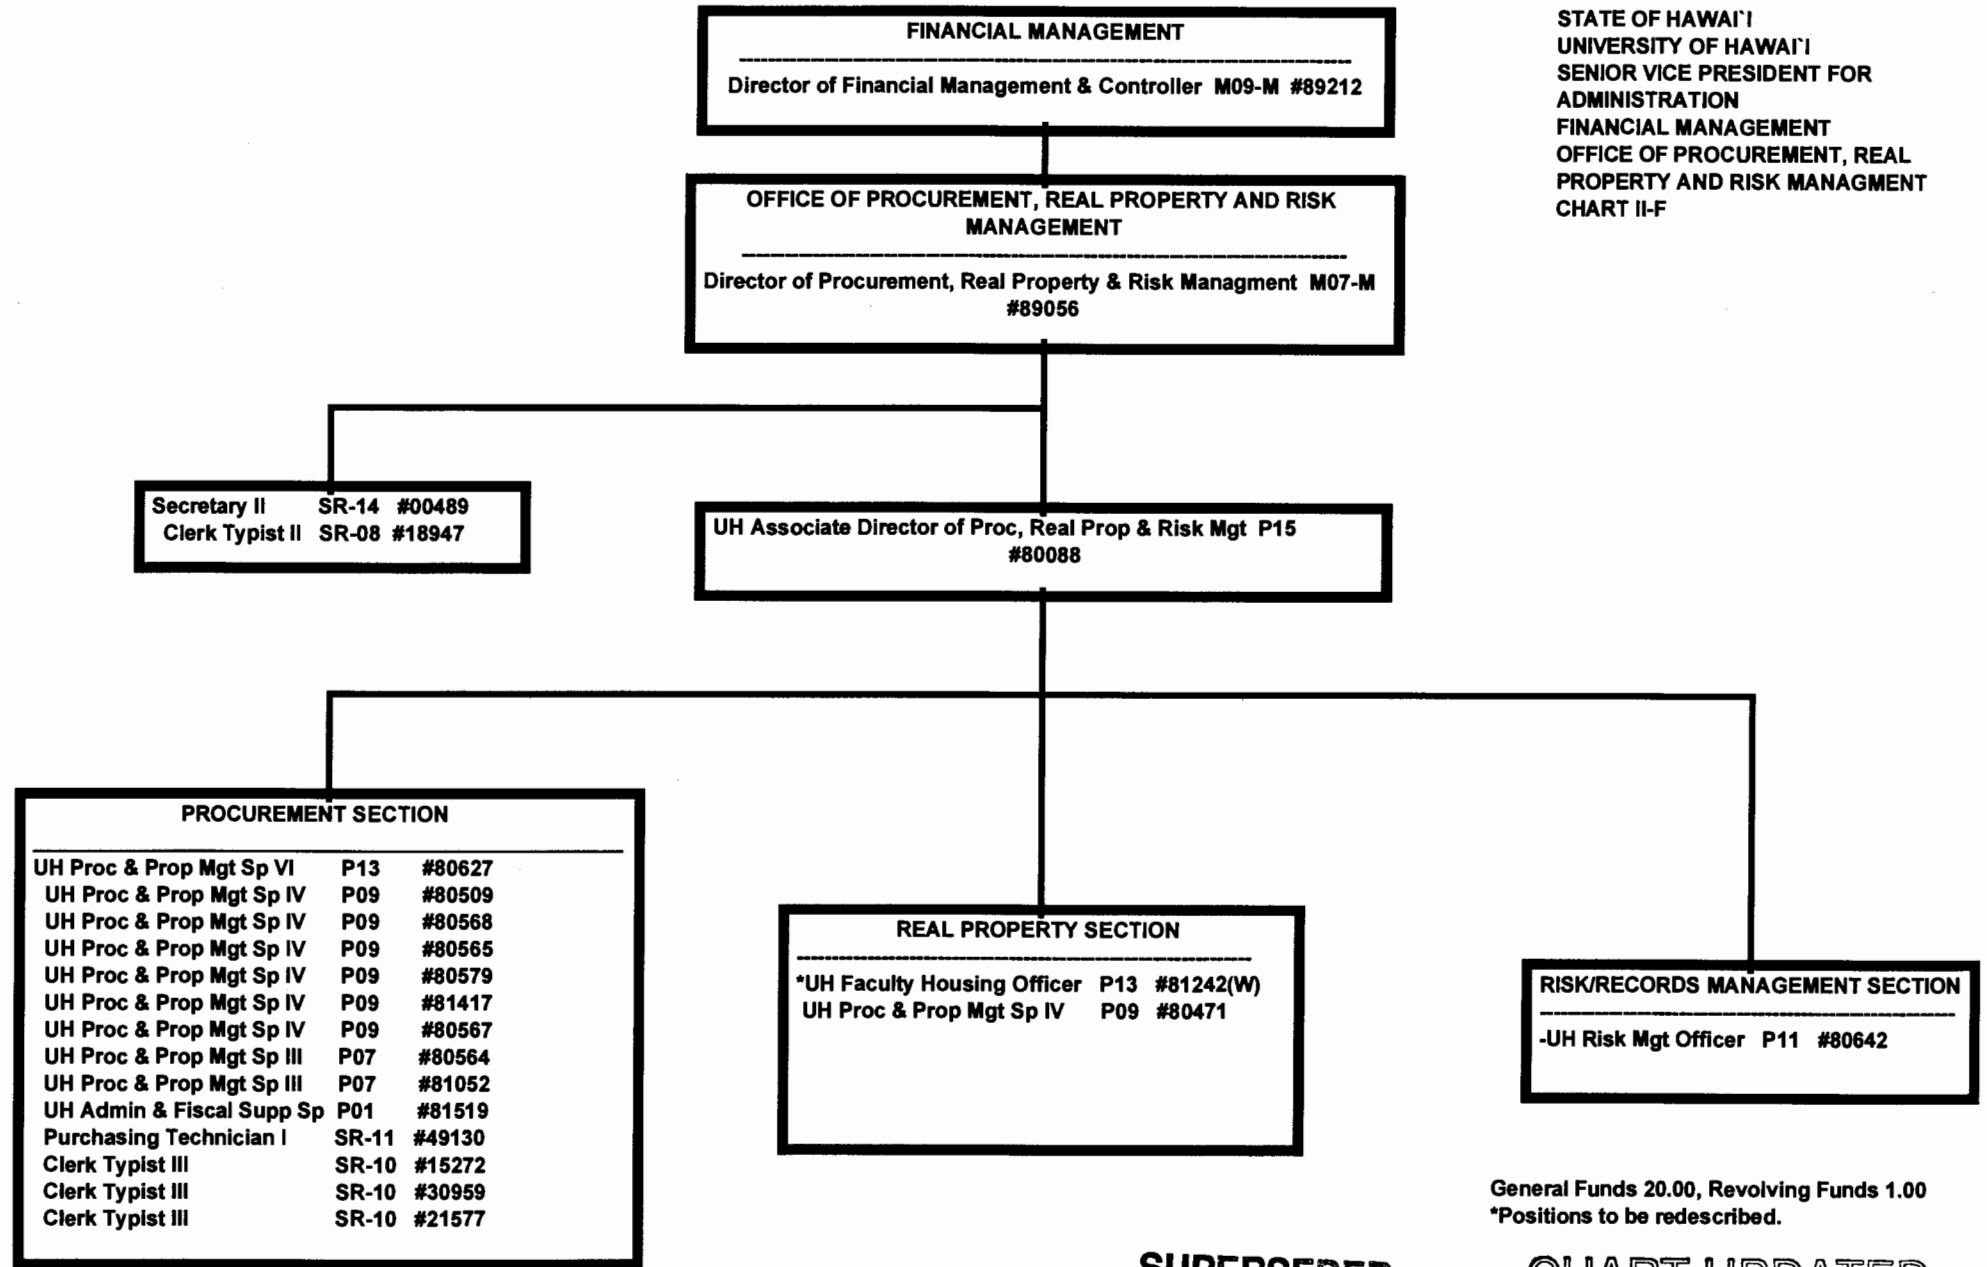 FINANCIAL MANAGEMENT
Director of Financial Management & Controller M09-M #89212
STATE OF HAWAI`I
UNIVERSITY OF HAWAI`I
SENIOR VICE PRESIDENT FOR
ADMINISTRATION
FINANCIAL MANAGEMENT
OFFICE OF PROCUREMENT, REAL
PROPERTY AND RISK MANAGMENT
CHART II-F
OFFICE OF PROCUREMENT, REAL PROPERTY AND RISK
MANAGEMENT
Director of Procurement, Real Property & Risk Managment M07-M
#89056
Secretary II SR-14 #00489
Clerk Typist II SR-08 #18947
UH Associate Director of Proc, Real Prop & Risk Mgt P15
#80088
PROCUREMENT SECTION
UH Proc & Prop Mgt Sp VI P13 #80627
UH Proc & Prop Mgt Sp IV P09 #80509
UH Proc & Prop Mgt Sp IV P09 #80568
UH Proc & Prop Mgt Sp IV P09 #80565
UH Proc & Prop Mgt Sp IV P09 #80579
UH Proc & Prop Mgt Sp IV P09 #81417
UH Proc & Prop Mgt Sp IV P09 #80567
UH Proc & Prop Mgt Sp III P07 #80564
UH Proc & Prop Mgt Sp III P07 #81052
UH Admin & Fiscal Supp Sp P01 #81519
Purchasing Technician I SR-11 #49130
Clerk Typist III SR-10 #15272
Clerk Typist III SR-10 #30959
Clerk Typist III SR-10 #21577
REAL PROPERTY SECTION
*UH Faculty Housing Officer P13 #81242(W)
UH Proc & Prop Mgt Sp IV P09 #80471
RISK/RECORDS MANAGEMENT SECTION
-UH Risk Mgt Officer P11 #80642
General Funds 20.00, Revolving Funds 1.00
*Positions to be redescribed.
SUPERSEDED
CHART UPDATED